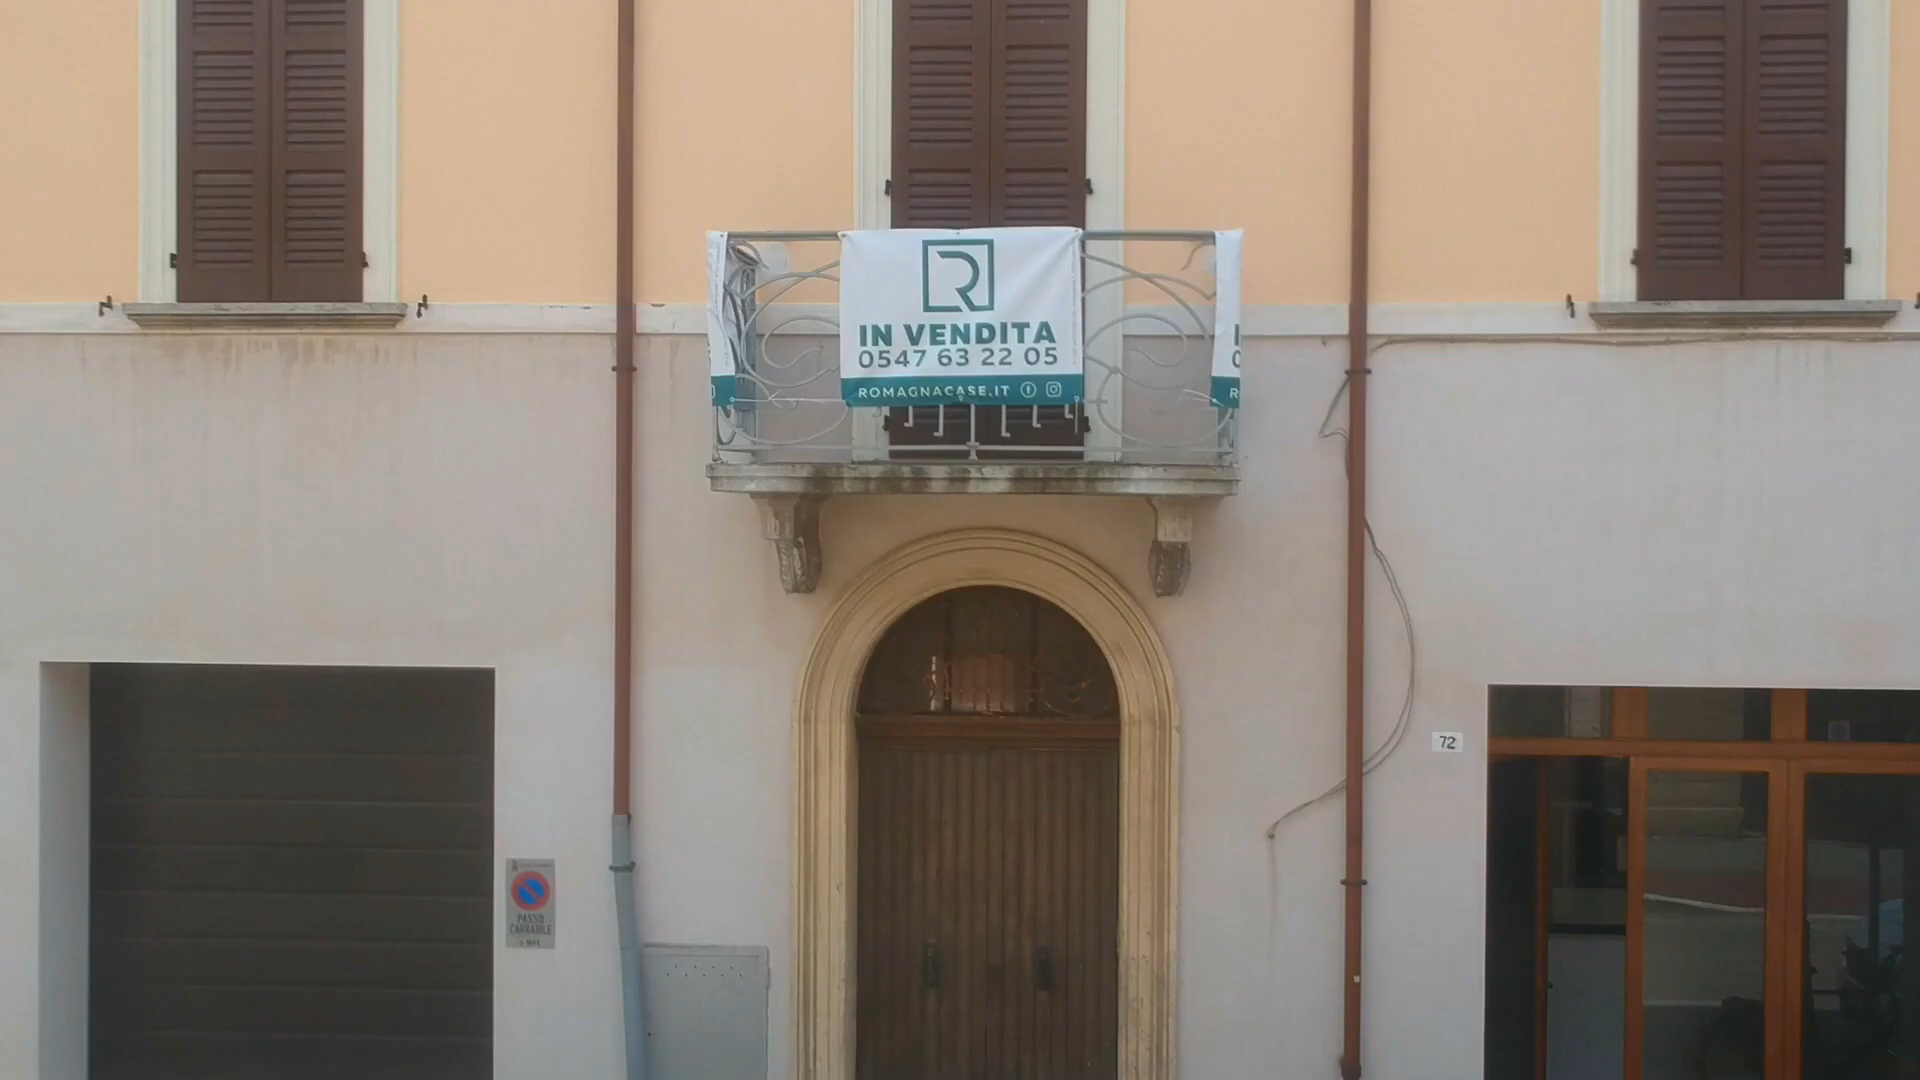 R
IN VENDITA
0547 63 22 05
ROMAGNACASE.IT
72
PASSO
CARRABILE